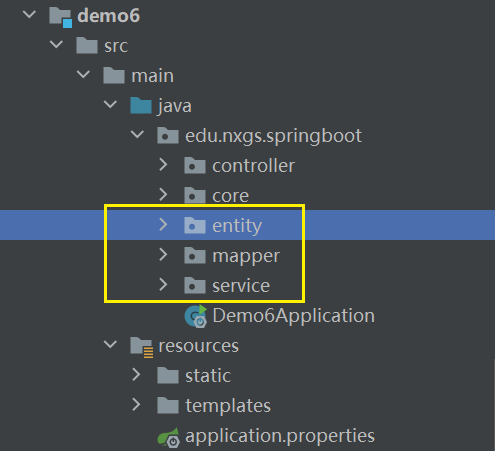 demo6
src
main
java
edu.nxgs.springboot
controller
core
entity
mapper
service
Demo6Application
resources
static
templates
application.properties